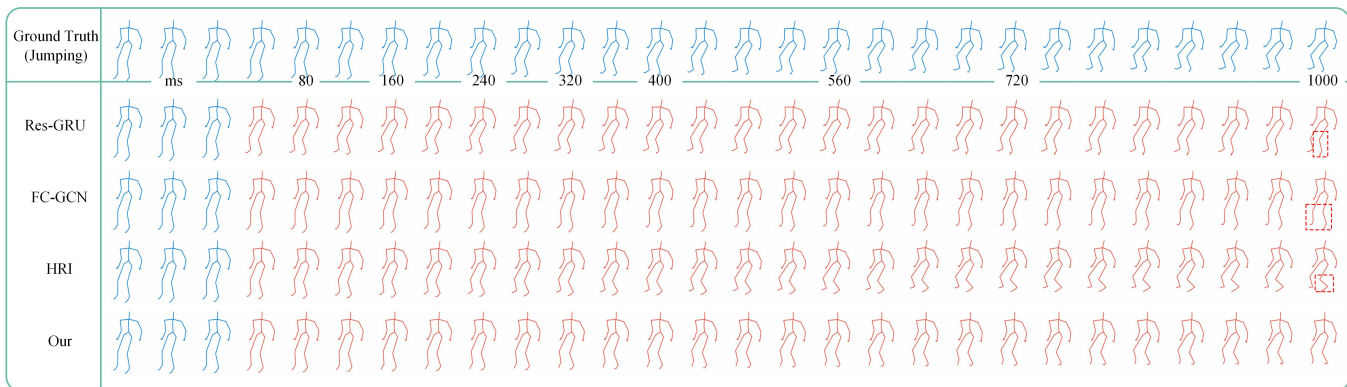 Ground Truth
(Jumping)
ms 80 160 240 320 400 560 720 1000
Res-GRU
FC-GCN
HRI
Our